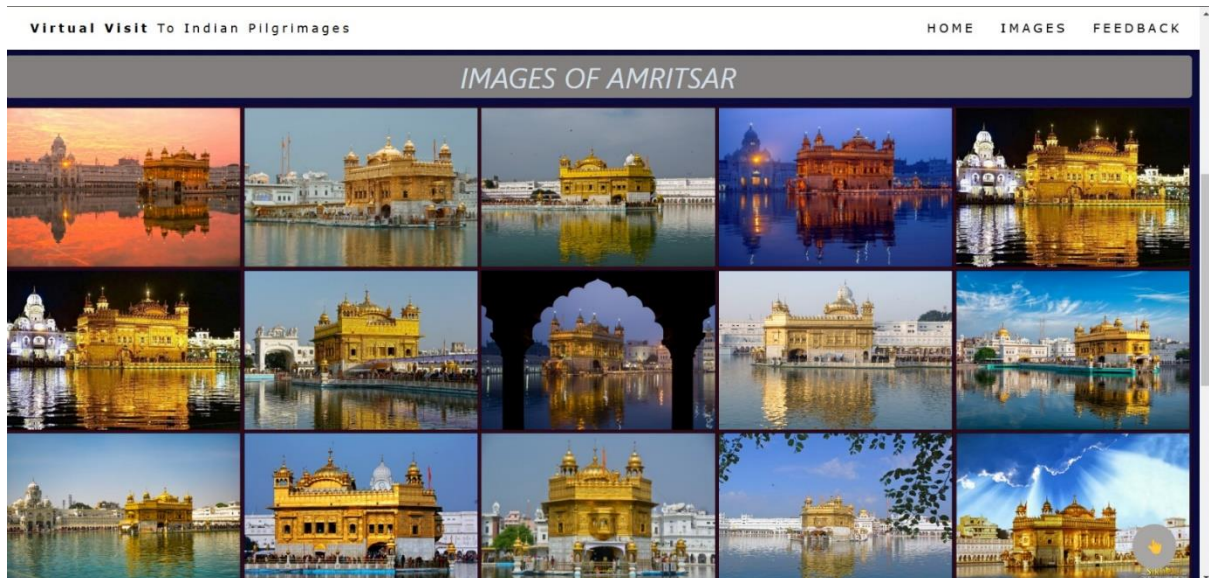 Virtual Visit To Indian Pilgrimages
HOME IMAGES FEEDBACK
IMAGES OF AMRITSAR